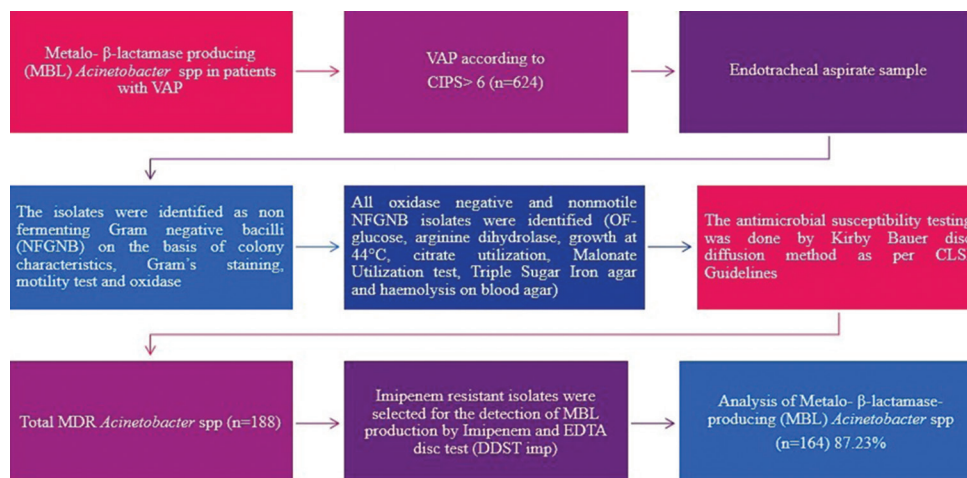 Metalo- β-lactamase producing
(MBL) Acinetobacter spp in patients
with VAP
VAP according to
CIPS> 6 (n=624)
Endotracheal aspirate sample
The isolates were identified as non
fermenting Gram negative bacilli
(NFGNB) on the basis of colony
characteristics, Gram's staining,
motility test and oxidase
All oxidase negative and nonmotile
NFGNB isolates were identified (OF-
glucose, arginine dihydrolase, growth at
44°C, citrate utilization, Malonate
Utilization test, Triple Sugar Iron agar
and haemolysis on blood agar)
The antimicrobial susceptibility testing
was done by Kirby Bauer disc
diffusion method as per CLS
Guidelines
Total MDR Acinetobacter spp (n=188)
Imipenem resistant isolates were
selected for the detection of MBL
production by Imipenem and EDTA
disc test (DDST imp)
Analysis of Metalo- β-lactamase-
producing (MBL) Acinetobacter spp
(n=164) 87.23%